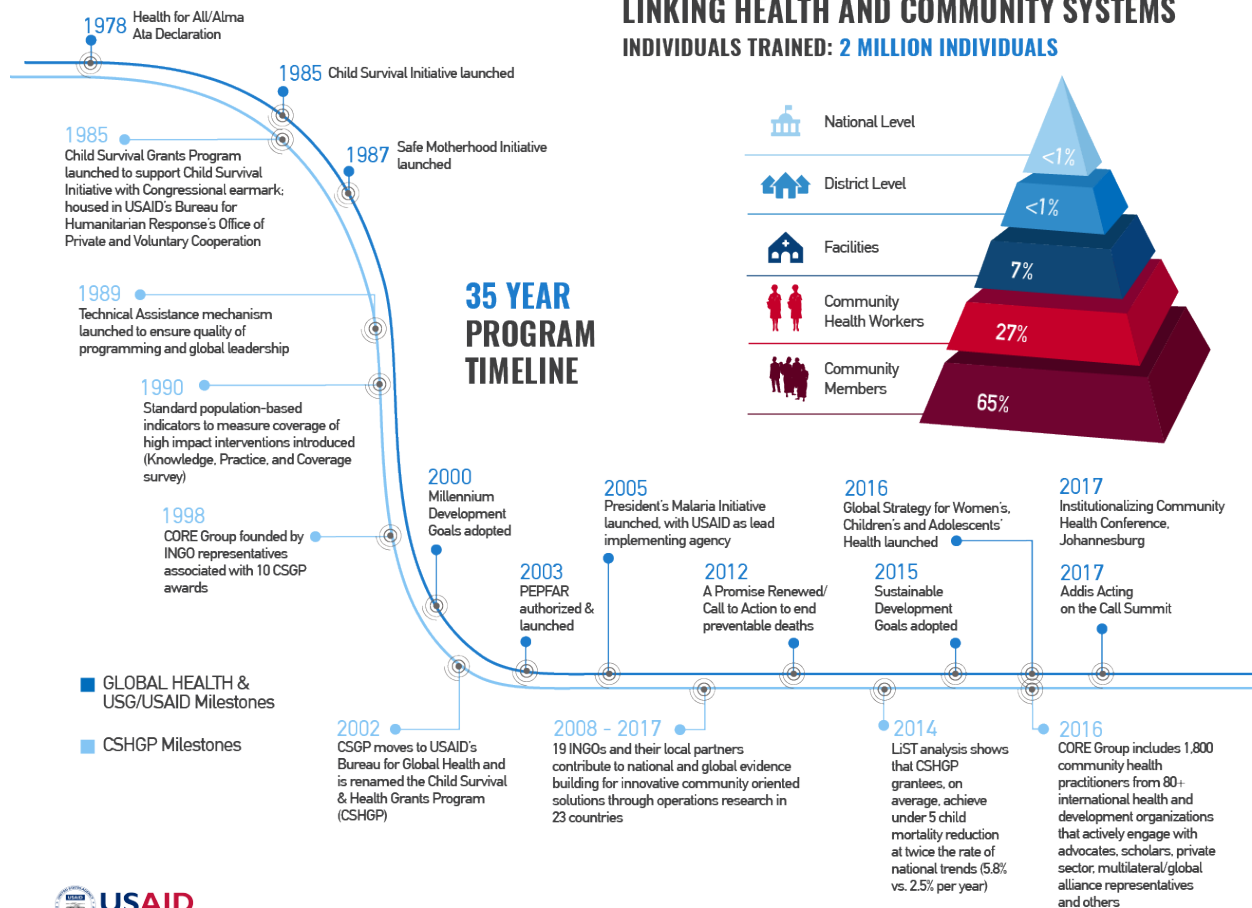 LINKING HEALTH AND COMMUNITY SYSTEMS
INDIVIDUALS TRAINED: 2 MILLION INDIVIDUALS
1978
Health for All/Alma
Ata Declaration
1985
Child Survival Initiative launched
1985
Child Survival Grants Program
launched to support Child Survival
Initiative with Congressional earmark;
housed in USAID's Bureau for
Humanitarian Response's Office of
Private and Voluntary Cooperation
1987
Safe Motherhood Initiative
launched
1989
Technical Assistance mechanism
launched to ensure quality of
programming and global leadership
1990
Standard population-based
indicators to measure coverage of
high impact interventions introduced
(Knowledge, Practice, and Coverage
survey)
1998
CORE Group founded by
INGO representatives
associated with 10 CSGP
awards
35 YEAR
PROGRAM
TIMELINE
National Level
<1%
District Level
<1%
Facilities
7%
Community
Health Workers
27%
Community
Members
65%
2000
Millennium
Development
Goals adopted
2003
PEPFAR
authorized &
launched
2005
President's Malaria Initiative
launched, with USAID as lead
implementing agency
2012
A Promise Renewed/
Call to Action to end
preventable deaths
2016
Global Strategy for Women's,
Children's and Adolescents'
Health launched
2015
Sustainable
Development
Goals adopted
2017
Institutionalizing Community
Health Conference,
Johannesburg
2017
Addis Acting
on the Call Summit
GLOBAL HEALTH &
USG/USAID Milestones
CSHGP Milestones
2002
CSGP moves to USAID's
Bureau for Global Health and
is renamed the Child Survival
& Health Grants Program
(CSHGP)
2008 - 2017
19 INGOs and their local partners
contribute to national and global evidence
building for innovative community oriented
solutions through operations research in
23 countries
2014
LiST analysis shows
that CSHGP
grantees, on
average, achieve
under 5 child
mortality reduction
at twice the rate of
national trends (5.8%
vs. 2.5% per year)
2016
CORE Group includes 1,800
community health
practitioners from 80+
international health and
development organizations
that actively engage with
advocates, scholars, private
sector, multilateral/global
alliance representatives
and others
USAID